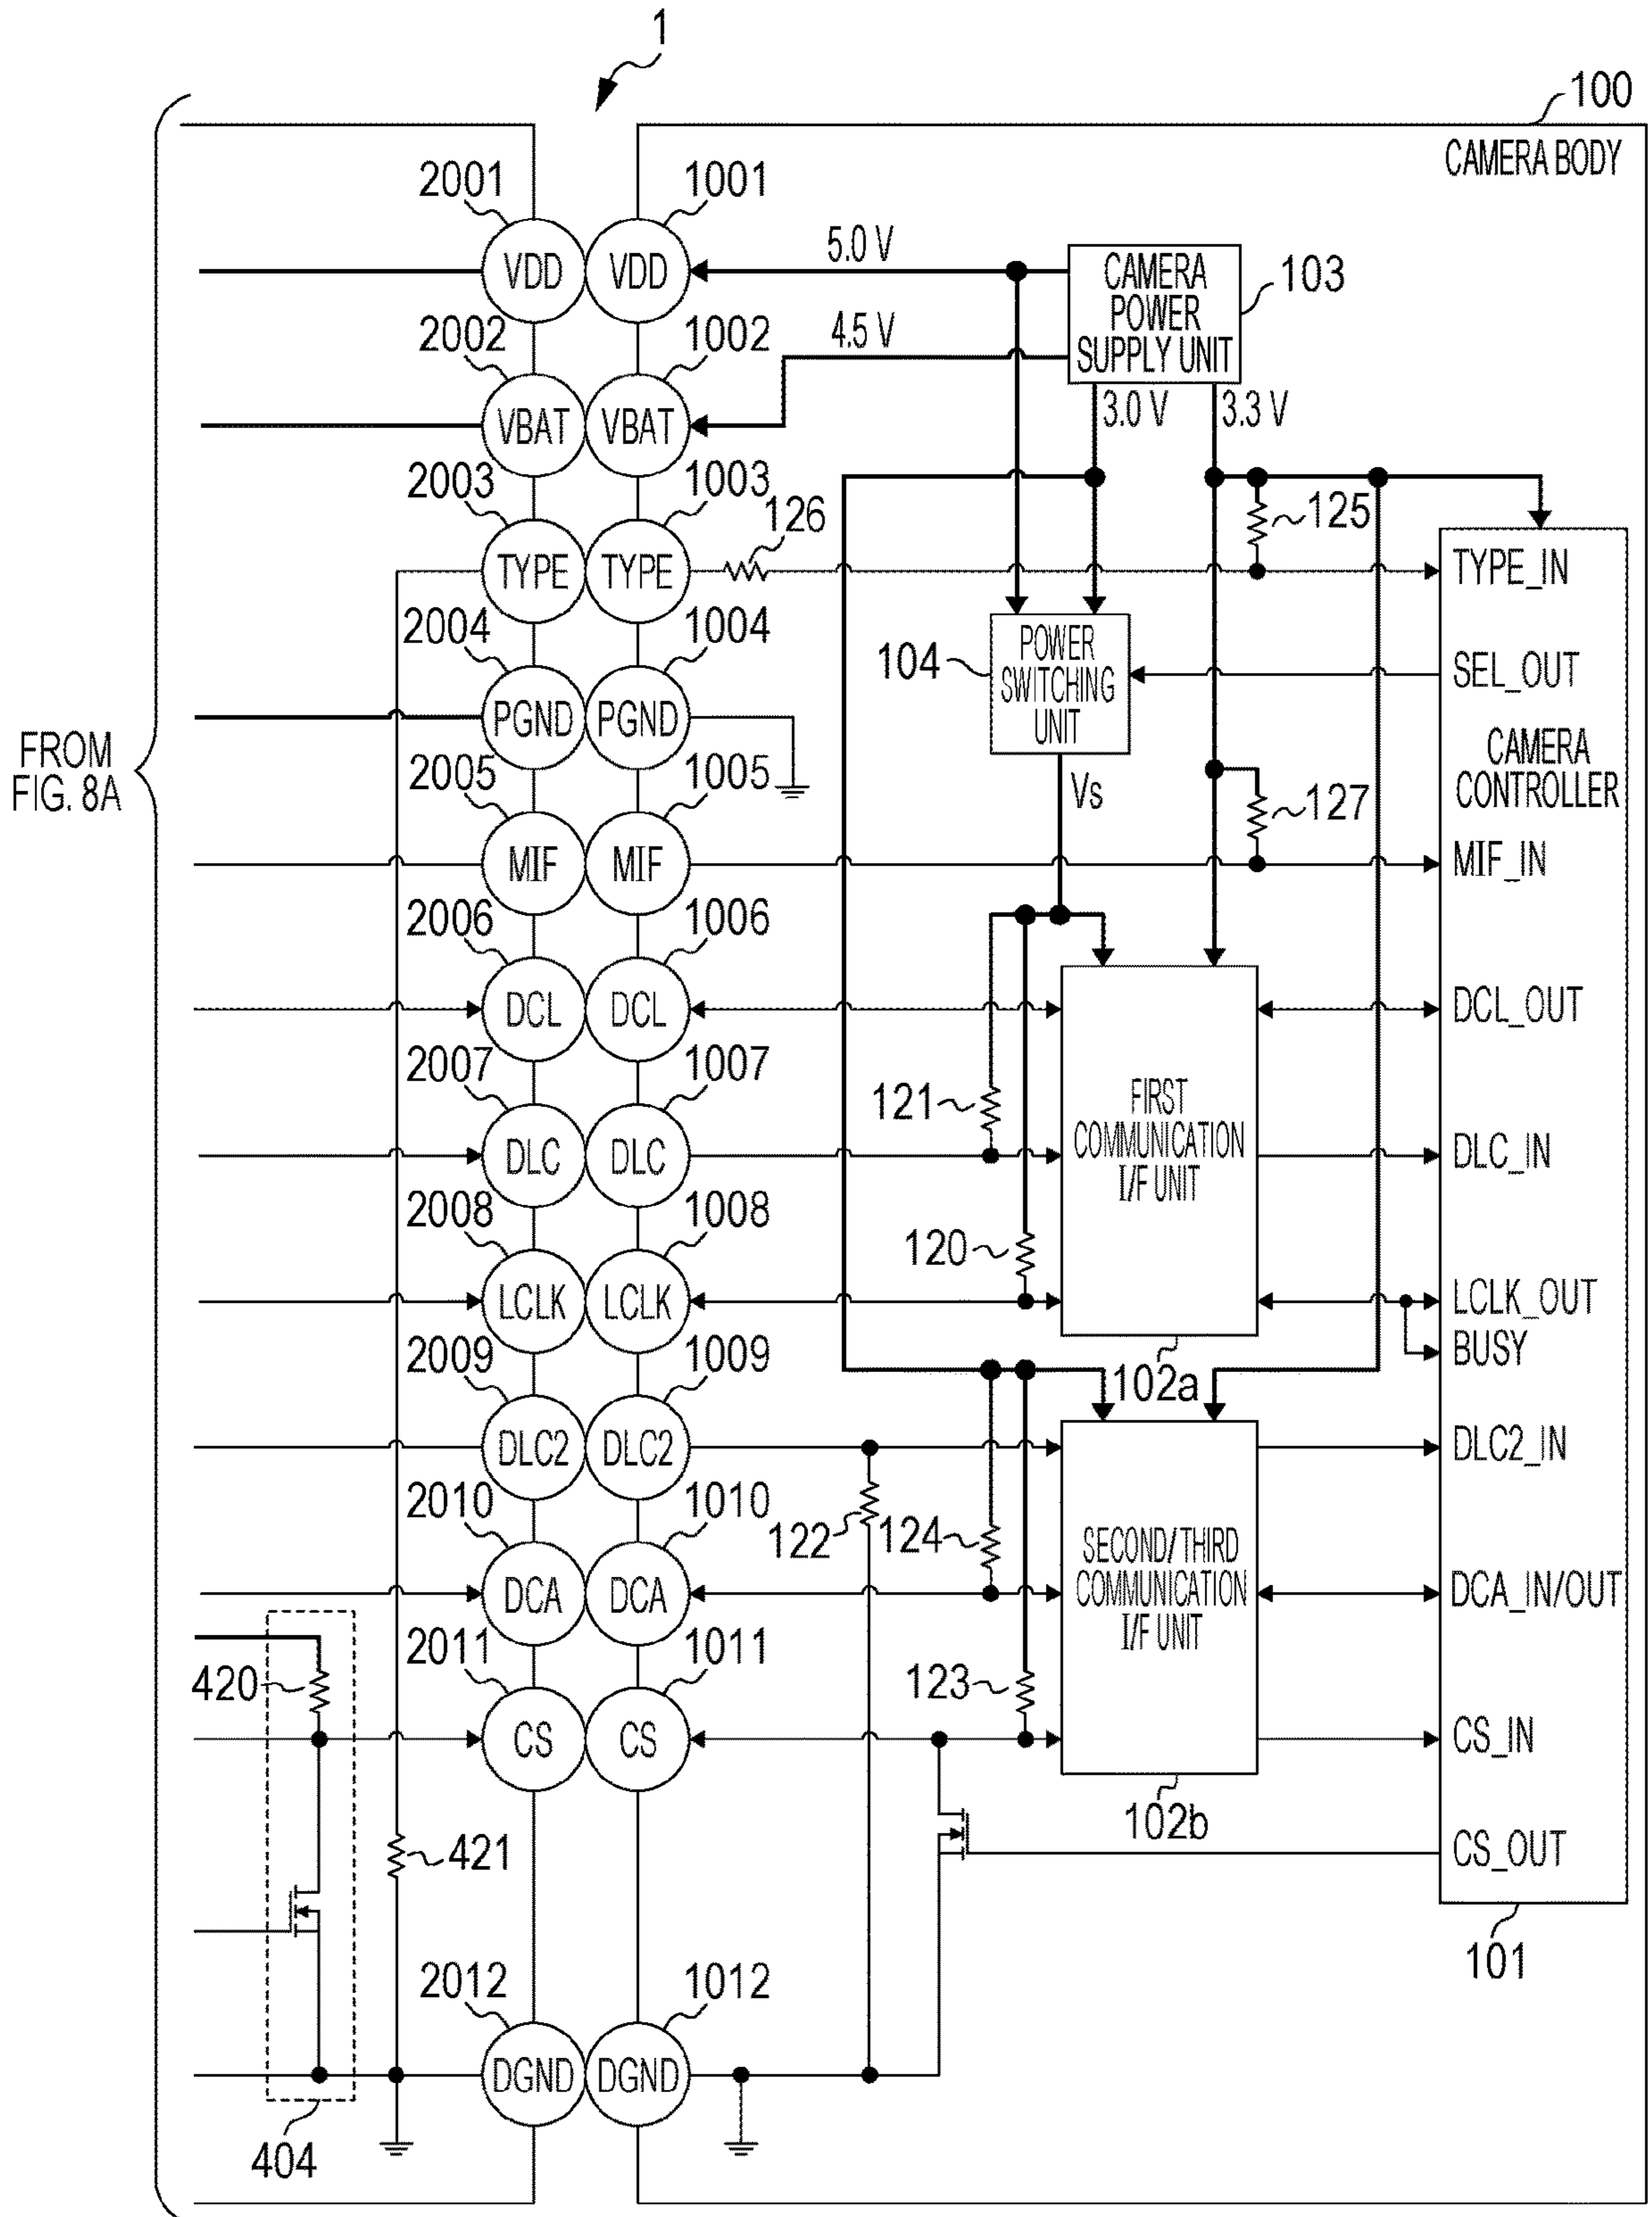 1
100
CAMERA BODY
2001
1001
VDD
VDD
5.0 V
CAMERA
POWER
SUPPLY UNIT
103
2002
1002
4.5 V
VBAT
VBAT
3.0 V
3.3 V
2003
1003
126
125
TYPE
TYPE
TYPE_IN
2004
1004
104
POWER
SWITCHING
UNIT
SEL_OUT
PGND
PGND
FROM
FIG. 8A
CAMERA
CONTROLLER
2005
1005
Vs
127
MIF
MIF
MIF_IN
2006
1006
DCL
DCL
DCL_OUT
2007
1007
121
FIRST
COMMUNICATION
I/F UNIT
DLC
DLC
DLC_IN
2008
1008
120
LCLK
LCLK
LCLK_OUT
BUSY
2009
1009
102a
DLC2
DLC2
DLC2_IN
2010
1010
122
124
SECOND/THIRD
COMMUNICATION
I/F UNIT
DCA
DCA
DCA_IN/OUT
2011
1011
420
123
CS
CS
CS_IN
102b
421
CS_OUT
101
2012
1012
DGND
DGND
404